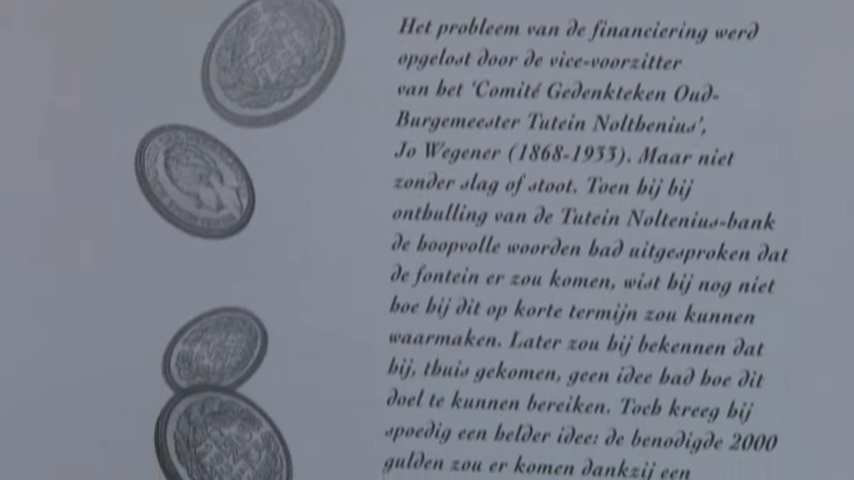 Het probleem van de financiering werd
opgelost door de vice-voorzitter
van het 'Comité Gedenkteken Oud-
Burgemeester Tutein Nolthenius',
Jo Wegener (1868-1933). Maar niet
zonder slag of stoot. Toen hij bij
onthulling van de Tutein Noltenius-bank
de hoopvolle woorden had uitgesproken dat
de fontein er zou komen, wist hij nog niet
hoe hij dit op korte termijn zou kunnen
waarmaken. Later zou hij bekennen dat
hij, thuis gekomen, geen idee had hoe dit
doel te kunnen bereiken. Toch kreeg hij
spoedig een helder idee: de benodigde 2000
gulden zou er komen dankzij een